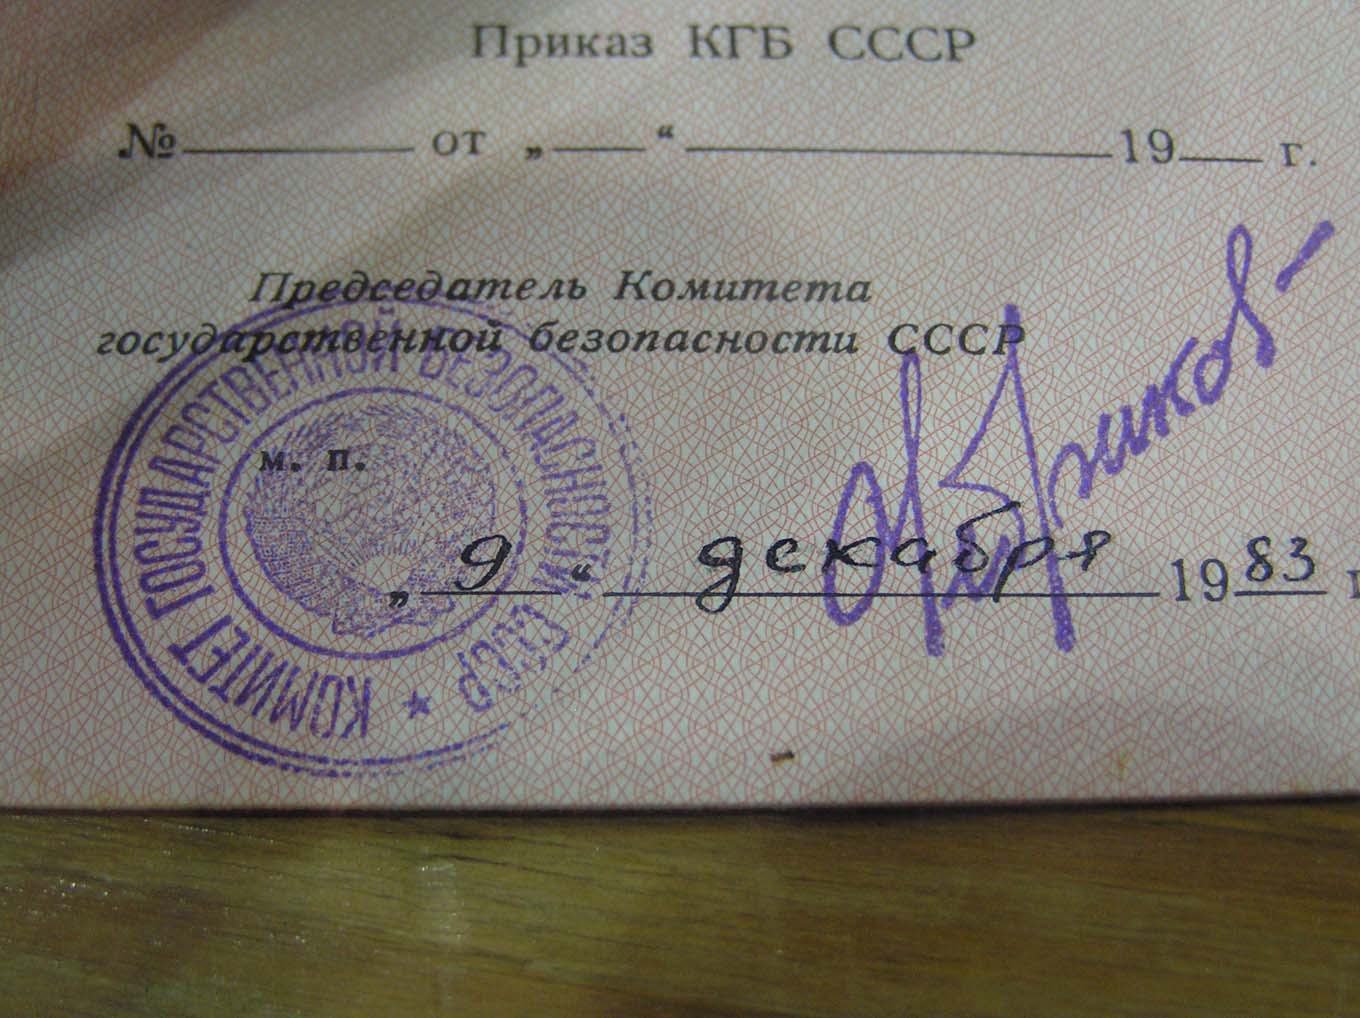 Приказ КГБ СССР
№ от „ “ 19 г.
Председатель Комитета
государственной безопасности СССР
КОМИТЕТ ГОСУДАРСТВЕННОЙ БЕЗОПАСНОСТИ СССР ★
м. п.
„ 9 “ декабря 1983 г